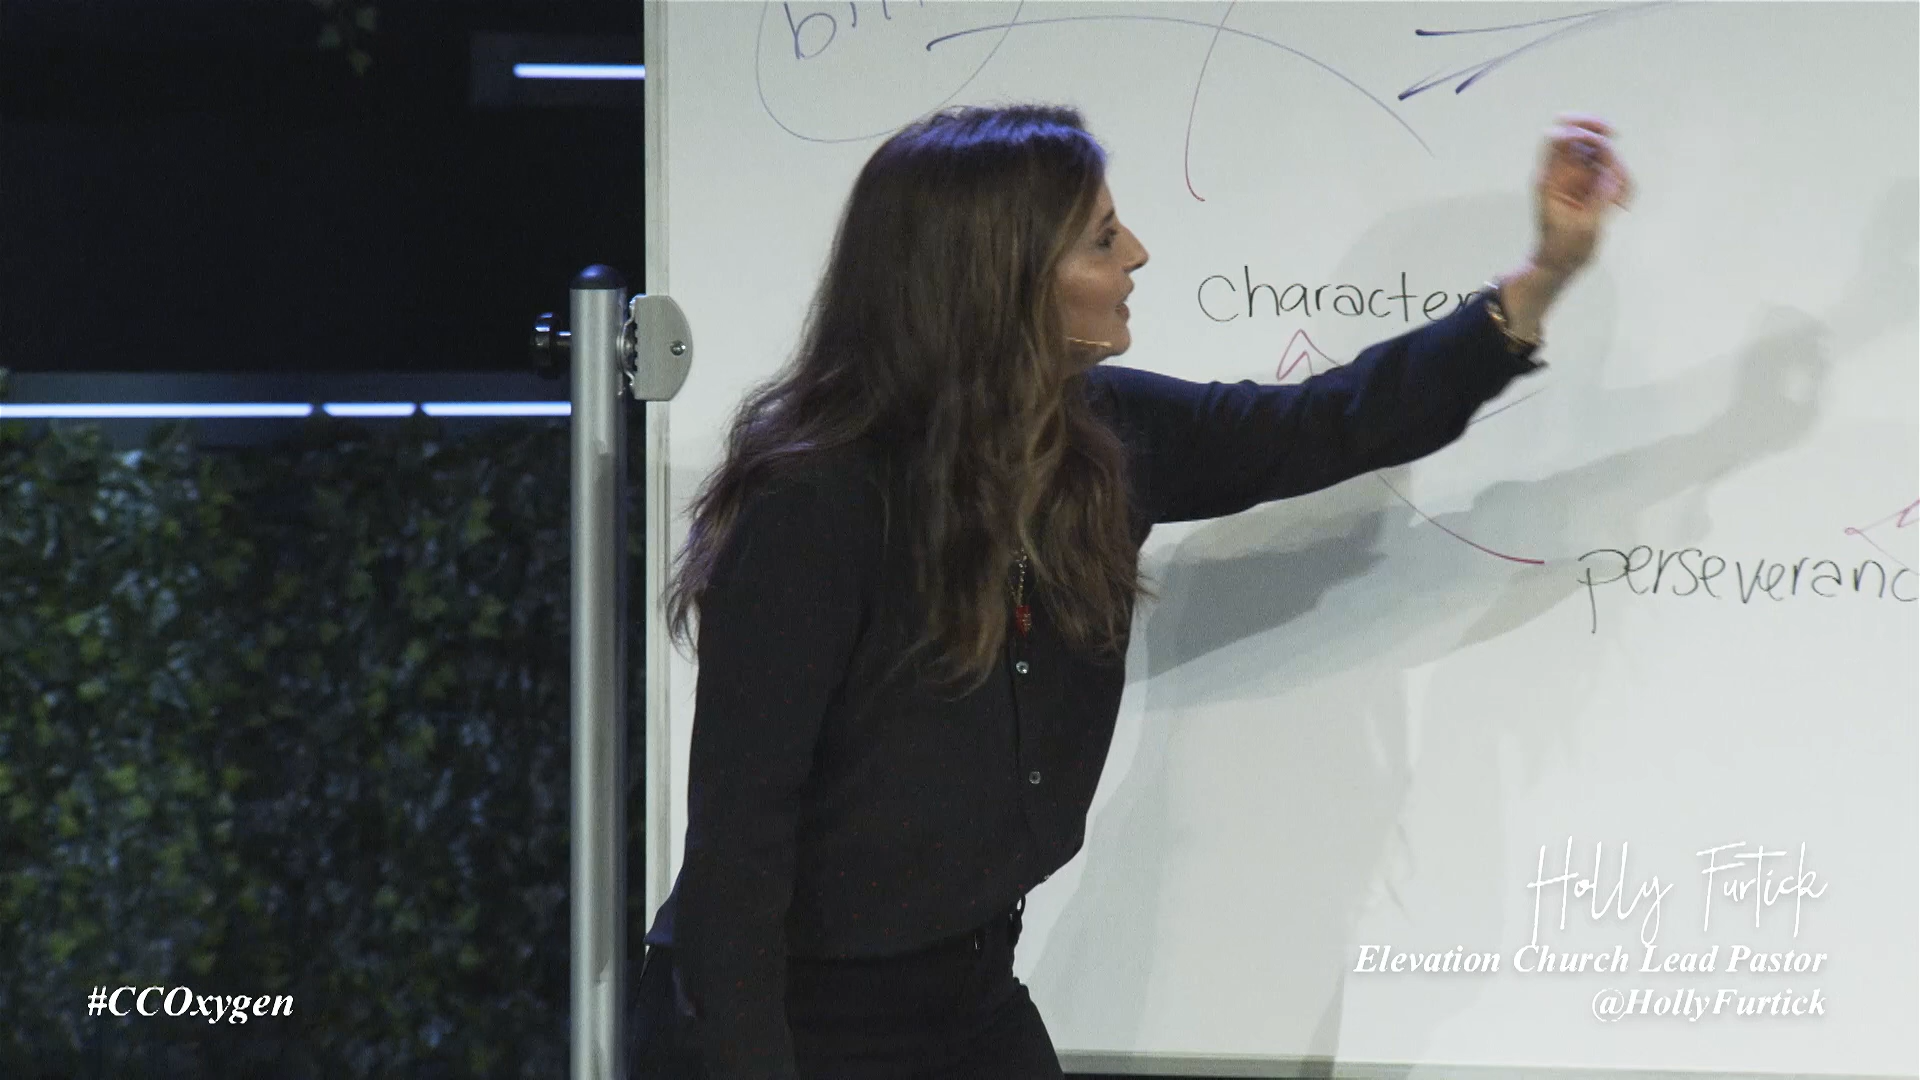 character
perseveranc
Holly Furtick
Elevation Church Lead Pastor
@HollyFurtick
#CCOxygen